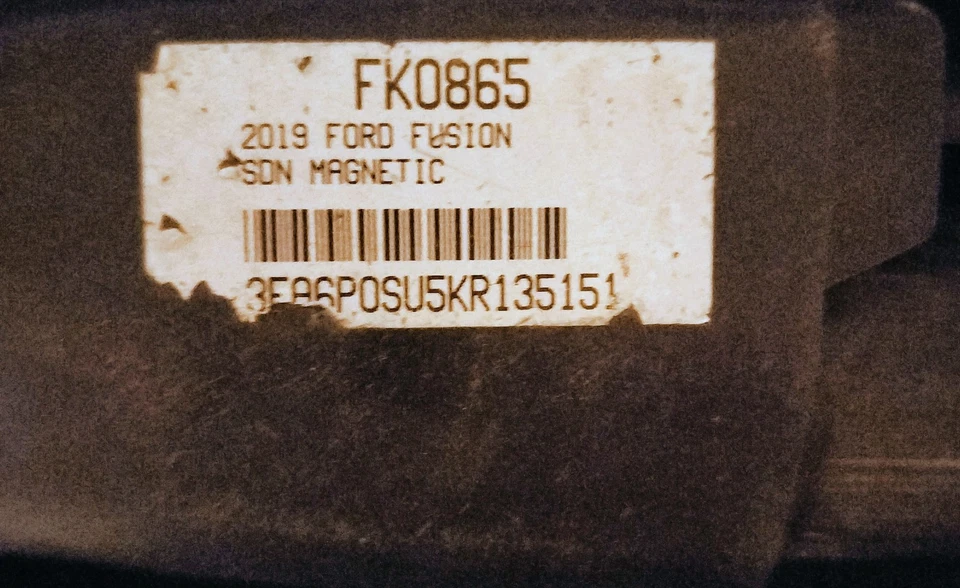 FK0865
2019 FORD FUSION
SDN MAGNETIC
3FA6P0SU5KR135151